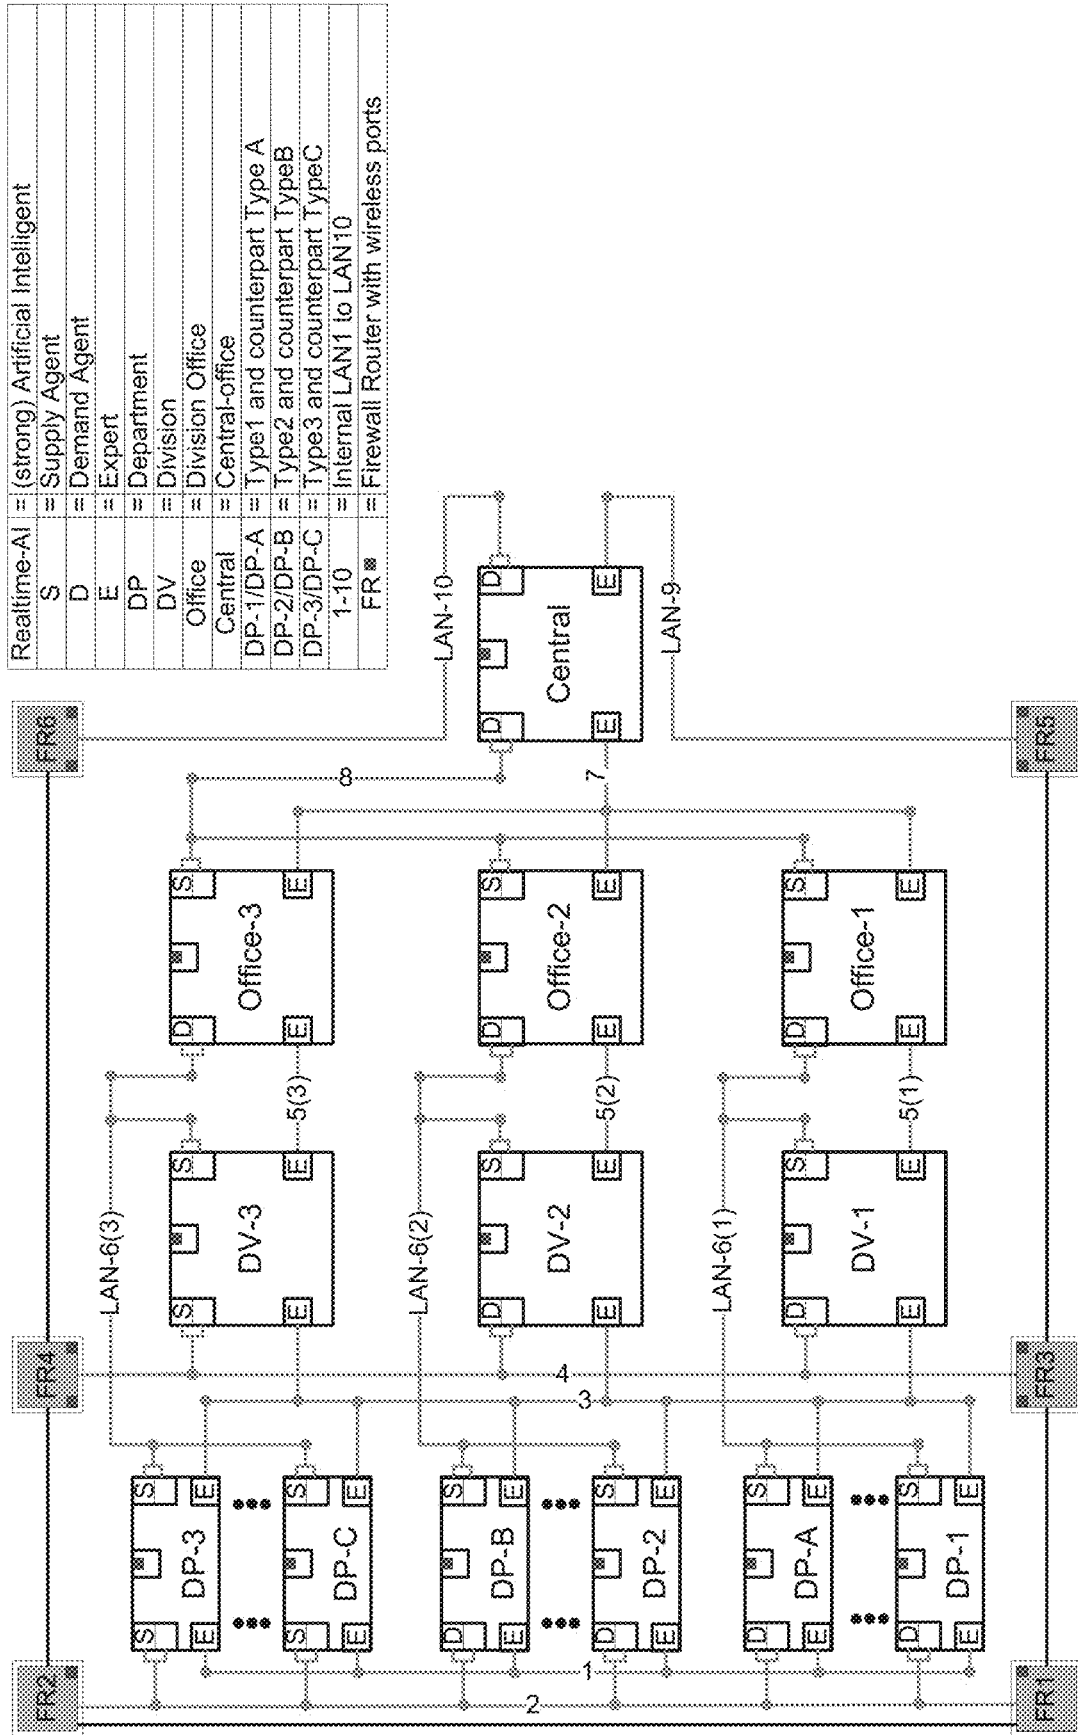 Realtime-AI = (strong) Artificial Intelligent
S = Supply Agent
D = Demand Agent
E = Expert
DP = Department
DV = Division
Office = Division Office
Central = Central-office
DP-1/DP-A = Type1 and counterpart Type A
DP-2/DP-B = Type2 and counterpart TypeB
DP-3/DP-C = Type3 and counterpart TypeC
1-10 = Internal LAN1 to LAN10
FR = Firewall Router with wireless ports
FR2
FR4
FR6
LAN-6(3)
S DP-3 S
E E
S DP-C S
E E
S DV-3 S
E E
5(3)
D Office-3 S
E E
8
LAN-10
LAN-6(2)
D DP-B S
E E
D DP-2 S
E E
D DV-2 S
E E
5(2)
D Office-2 S
E E
7
D Central D
E E
2
1
3
4
LAN-9
LAN-6(1)
D DP-A S
E E
D DP-1 S
E E
D DV-1 S
E E
5(1)
D Office-1 S
E E
FR1
FR3
FR5